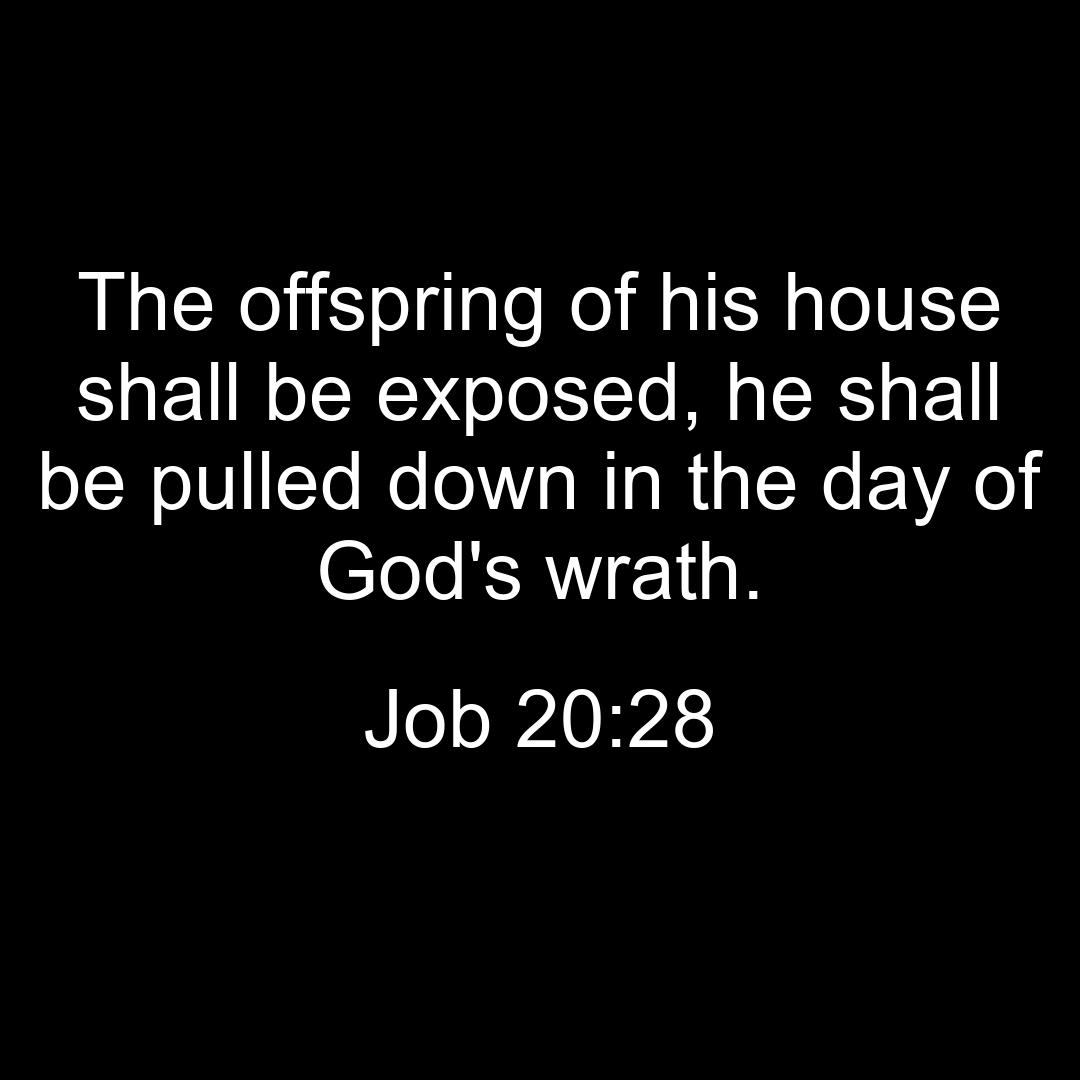 The offspring of his house
shall be exposed, he shall
be pulled down in the day of
God's wrath.
Job 20:28